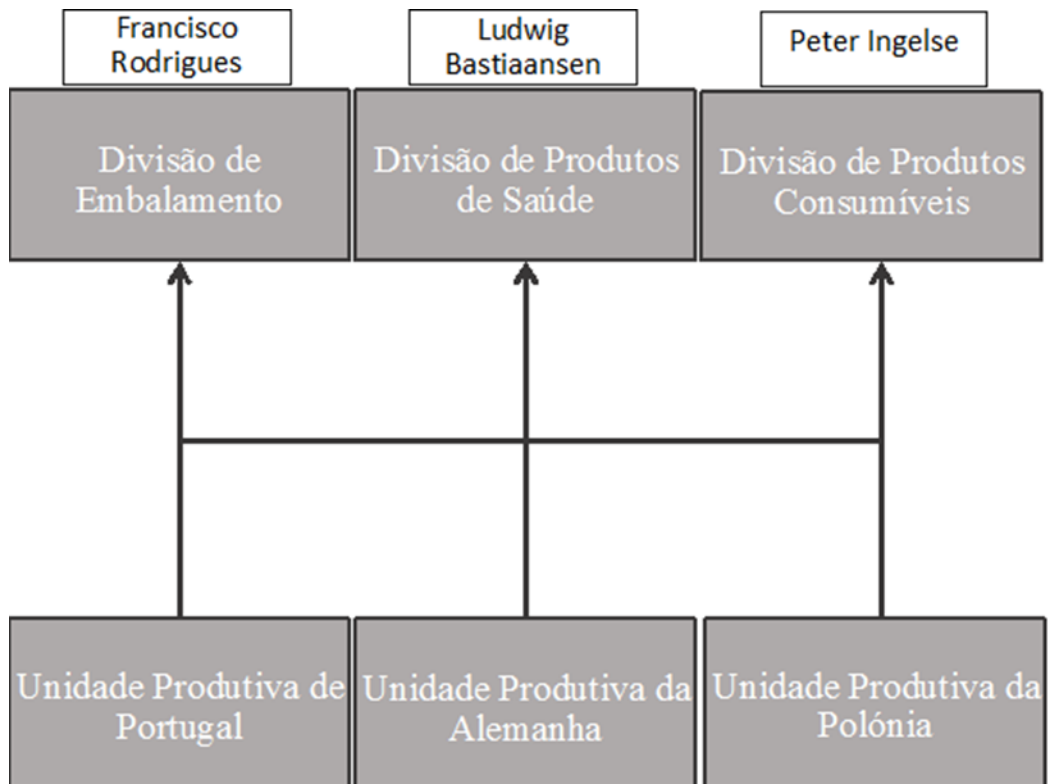 Francisco
Rodrigues
Ludwig
Bastiaansen
Peter Ingelse
Divisão de
Embalamento
Divisão de Produtos
de Saúde
Divisão de Produtos
Consumíveis
Unidade Produtiva de
Portugal
Unidade Produtiva da
Alemanha
Unidade Produtiva da
Polónia